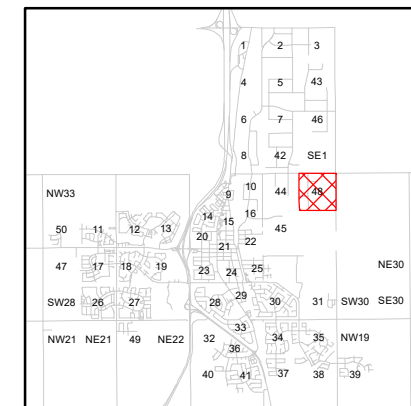 1 2 3
4 5 43
6 7 46
8 42 SE1
NW33 9 10 44 48
14 15 16
50 11 12 13 20 21 22 45
47 17 18 19 23 24 25 NE30
SW28 26 27 28 29 30 31 SW30 SE30
33
NW21 NE21 49 NE22 32 34 35 NW19
36
40 41 37 38 39